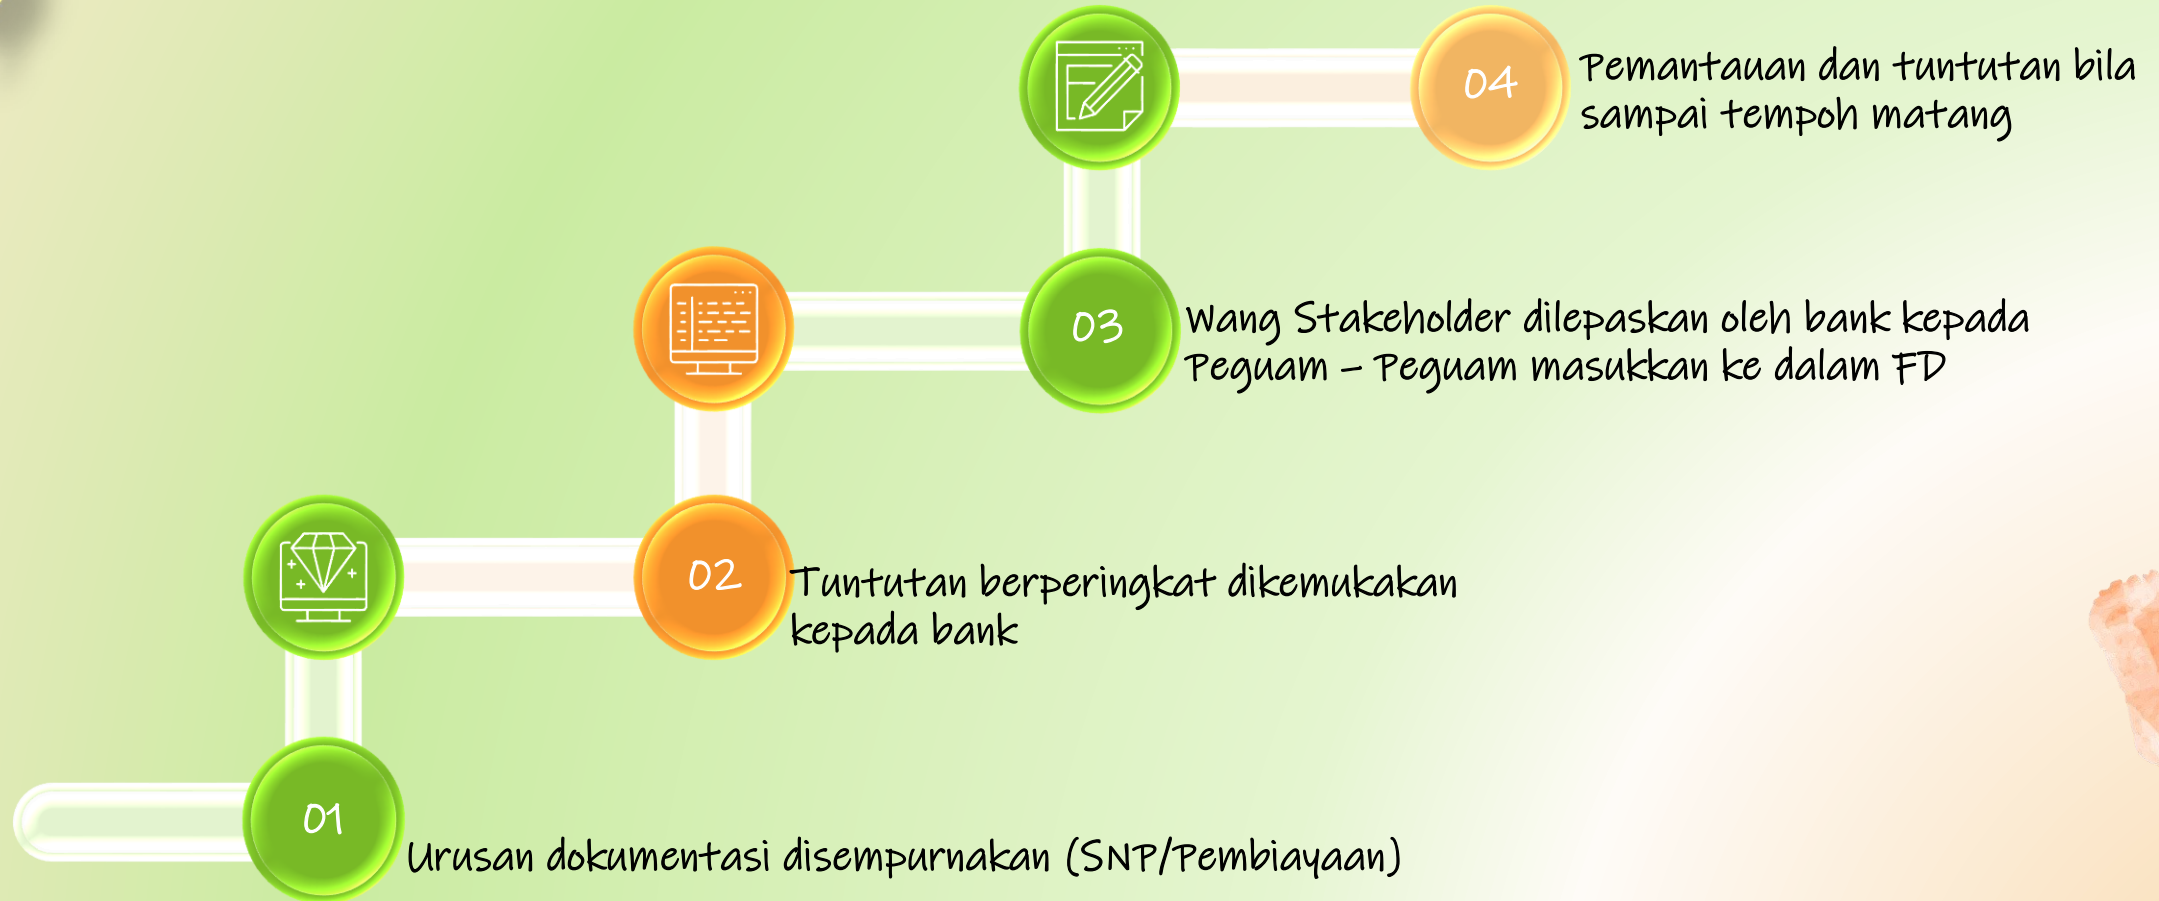 04
Pemantauan dan tuntutan bila
sampai tempoh matang
03
Wang Stakeholder dilepaskan oleh bank kepada
Peguam – Peguam masukkan ke dalam FD
02
Tuntutan berperingkat dikemukakan
kepada bank
01
Urusan dokumentasi disempurnakan (SNP/Pembiayaan)